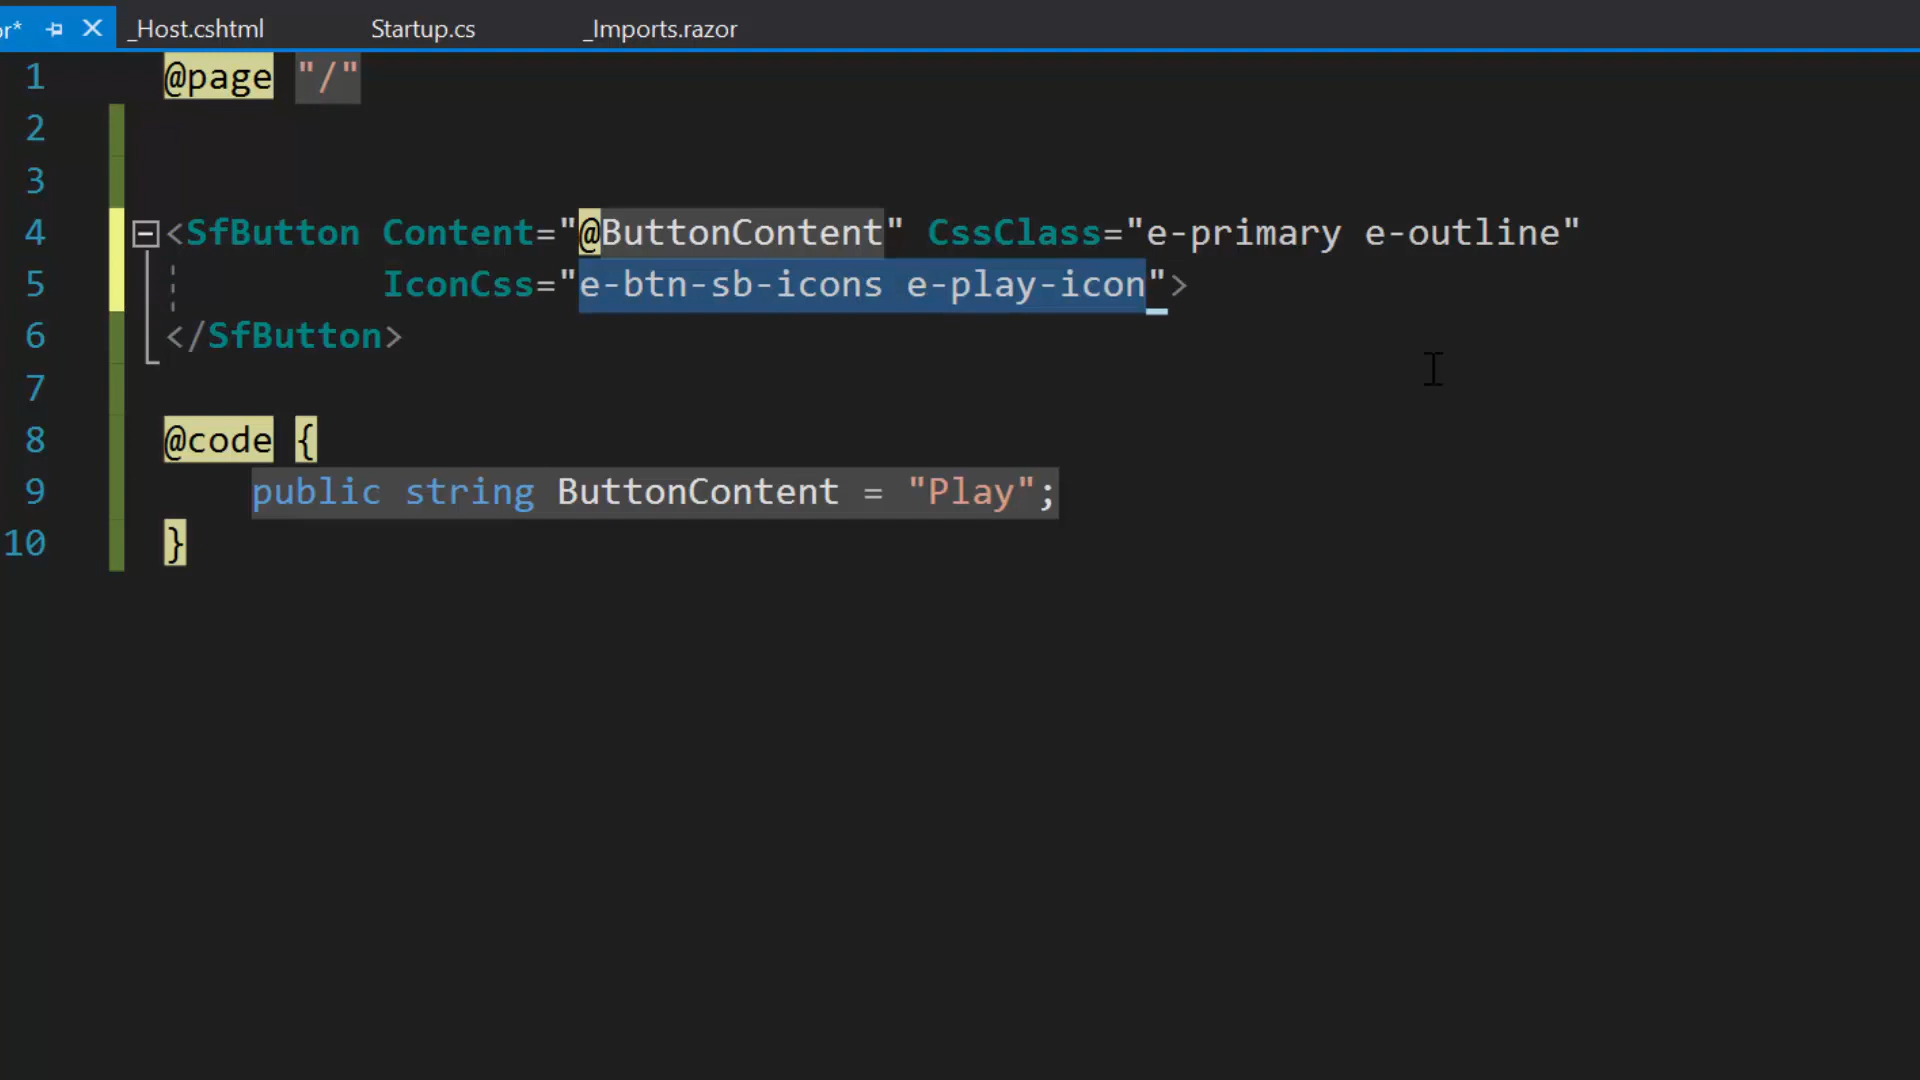 or* _Host.cshtml Startup.cs _Imports.razor
1 @page "/"
2
3
4 <SfButton Content="@ButtonContent" CssClass="e-primary e-outline"
5 IconCss="e-btn-sb-icons e-play-icon">
6 </SfButton>
7
8 @code {
9 public string ButtonContent = "Play";
10 }